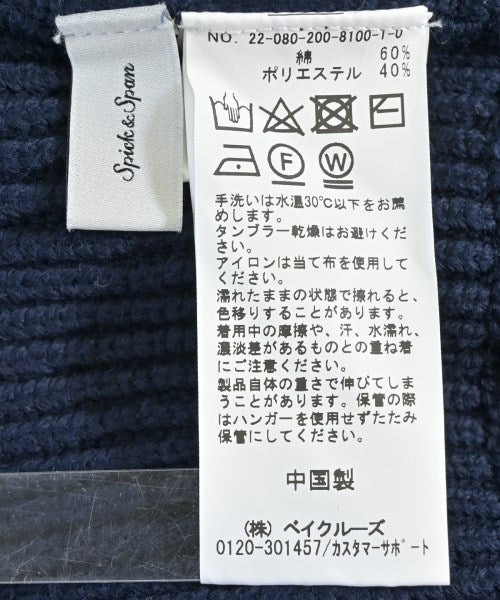 Spick & Span
NO. 22-080-200-8100-1-0
綿 60%
ポリエステル 40%
F
W
手洗いは水温30℃以下をお薦
めします。
タンブラー乾燥はお避けくだ
さい。
アイロンは当て布を使用して
ください。
濡れたままの状態で擦れると、
色移りすることがあります。
着用中の摩擦や、汗、水濡れ、
濃淡差があるものとの重ね着
にご注意ください。
製品自体の重さで伸びてしま
うことがあります。保管の際
はハンガーを使用せずたたみ
保管にしてください。
中国製
(株) ベイクルーズ
0120-301457/カスタマーサポート